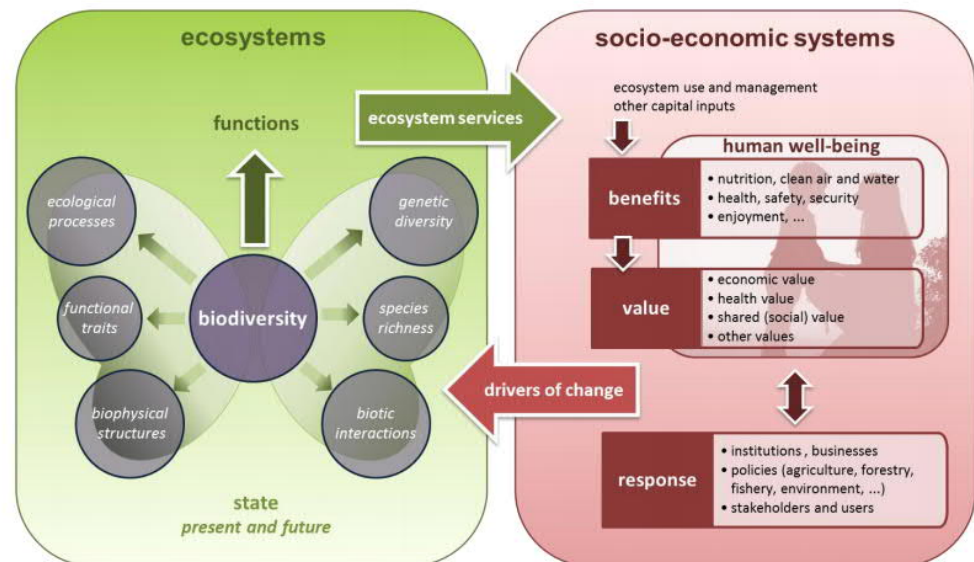 ecosystems
functions
ecological
processes
genetic
diversity
functional
traits
biodiversity
species
richness
biophysical
structures
biotic
interactions
state
present and future
ecosystem services
drivers of change
socio-economic systems
ecosystem use and management
other capital inputs
human well-being
benefits
• nutrition, clean air and water
• health, safety, security
• enjoyment, ...
value
• economic value
• health value
• shared (social) value
• other values
response
• institutions , businesses
• policies (agriculture, forestry,
fishery, environment, ...)
• stakeholders and users